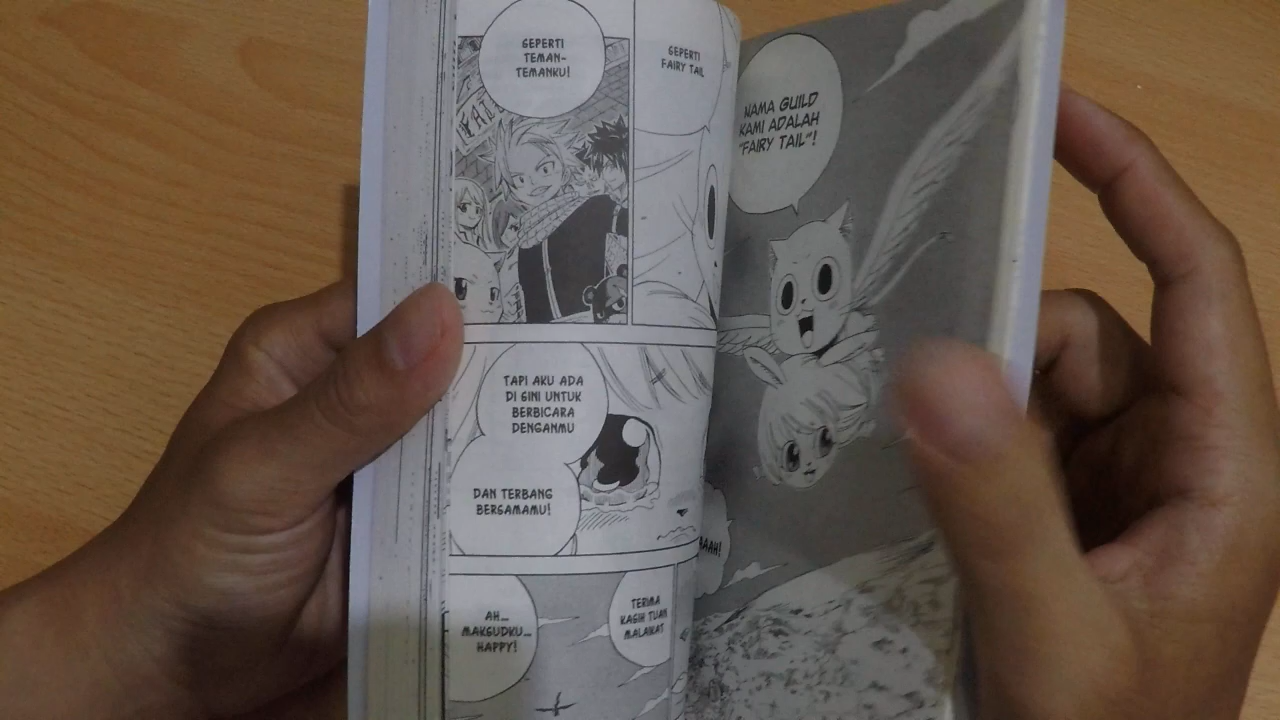 NAMA GUILD
KAMI ADALAH
"FAIRY TAIL"!
SEPERTI
FAIRY TAIL
SEPERTI
TEMAN-
TEMANKU!
TAPI AKU ADA
DI SINI UNTUK
BERBICARA
DENGANMU
DAN TERBANG
BERSAMAMU!
TERIMA
KASIH TUAN
MALAIKAT
AH...
MAKSUDKU...
HAPPY!